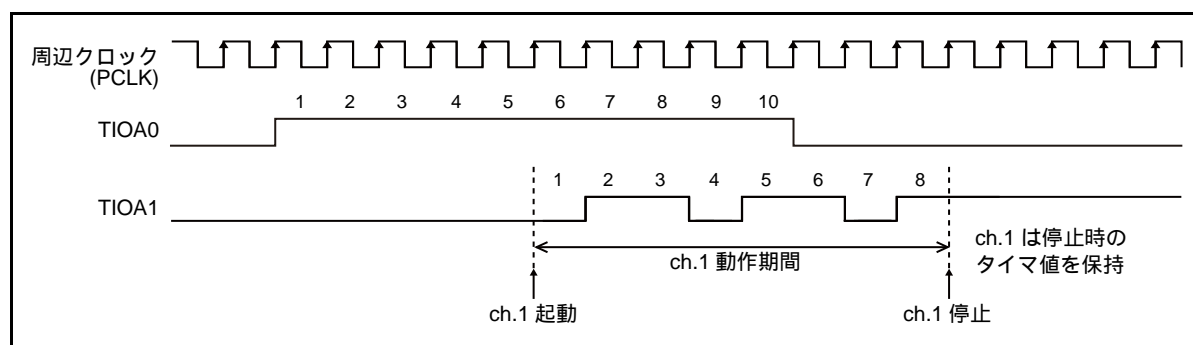 周辺クロック
(PCLK)
1 2 3 4 5 6 7 8 9 10
TIOA0
1 2 3 4 5 6 7 8
TIOA1
ch.1 動作期間
ch.1 は停止時の
タイマ値を保持
ch.1 起動
ch.1 停止